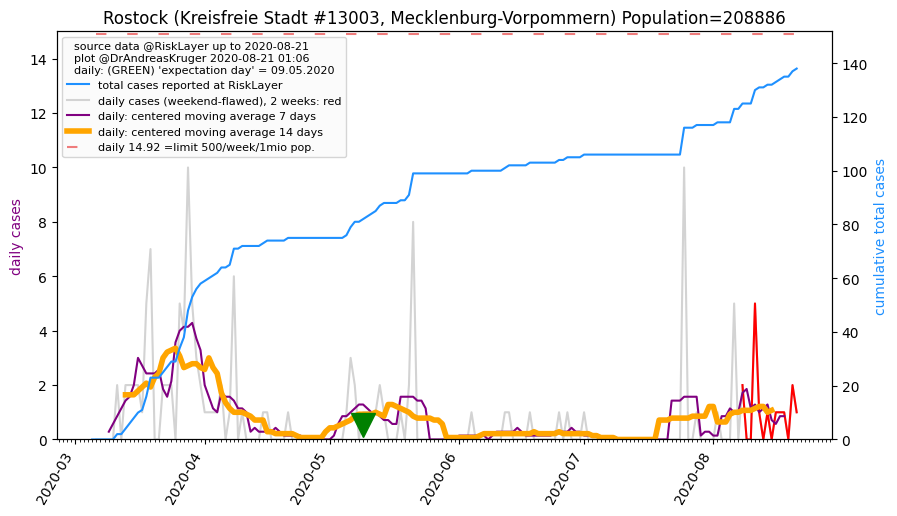 Rostock (Kreisfreie Stadt #13003, Mecklenburg-Vorpommern) Population=208886
source data @RiskLayer up to 2020-08-21
plot @DrAndreasKruger 2020-08-21 01:06
daily: (GREEN) 'expectation day' = 09.05.2020
total cases reported at RiskLayer
daily cases (weekend-flawed), 2 weeks: red
daily: centered moving average 7 days
daily: centered moving average 14 days
daily 14.92 =limit 500/week/1mio pop.
daily cases
14
12
10
8
6
4
2
0
140
120
100
80
60
40
20
0
cumulative total cases
2020-03
2020-04
2020-05
2020-06
2020-07
2020-08